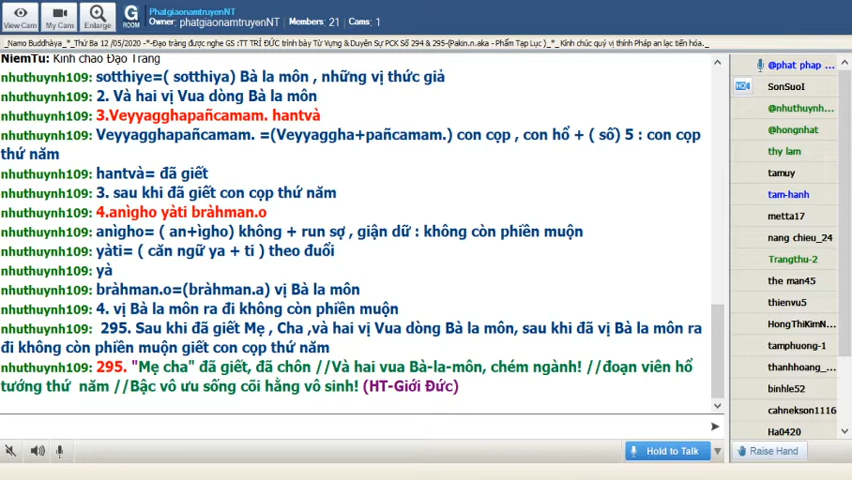 View Cam
My Cam
Enlarge
G
ROOM
PhatgiaonamtruyenNT
Owner: phatgiaonamtruyenNT Members: 21 Cams: 1
_Namo Buddhàya_*_Thứ Ba 12 /05/2020 -*-Đạo tràng được nghe GS :TT TRÍ ĐỨC trình bày Từ Vựng & Duyên Sự PCK Số 294 & 295-(Pakin.n.aka - Phẩm Tạp Lục )_*_Kính chúc quý vị thính Pháp an lạc tiến hóa._
NiemTu: Kính chào Đạo Tràng
nhuthuynh109: sotthiye=( sotthiya) Bà la môn , những vị thức giả
nhuthuynh109: 2. Và hai vị Vua dòng Bà la môn
nhuthuynh109: 3.Veyyagghapañcamam. hantvà
nhuthuynh109: Veyyagghapañcamam. =(Veyyaggha+pañcamam.) con cọp , con hổ + ( số) 5 : con cọp
thứ năm
nhuthuynh109: hantvà= đã giết
nhuthuynh109: 3. sau khi đã giết con cọp thứ năm
nhuthuynh109: 4.anìgho yàti bràhman.o
nhuthuynh109: anìgho= ( an+ìgho) không + run sợ , giận dữ : không còn phiền muộn
nhuthuynh109: yàti= ( căn ngữ ya + ti ) theo đuổi
nhuthuynh109: yà
nhuthuynh109: bràhman.o=(bràhman.a) vị Bà la môn
nhuthuynh109: 4. vị Bà la môn ra đi không còn phiền muộn
nhuthuynh109: 295. Sau khi đã giết Mẹ , Cha ,và hai vị Vua dòng Bà la môn, sau khi đã vị Bà la môn ra
đi không còn phiền muộn giết con cọp thứ năm
nhuthuynh109: 295. "Mẹ cha" đã giết, đã chôn //Và hai vua Bà-la-môn, chém ngành! //đoạn viên hổ
tướng thứ năm //Bậc vô ưu sống cõi hằng vô sinh! (HT-Giới Đức)
@phat phap ...
HD
SonSuoI
@nhuthuynh...
@hongnhat
thy lam
tamuy
tam-hanh
metta17
nang chieu_24
Trangthu-2
the man45
thienvu5
HongThiKimN...
tamphuong-1
thanhhoang_...
binhle52
cahnekson1116
Ha0420
Hold to Talk
Raise Hand